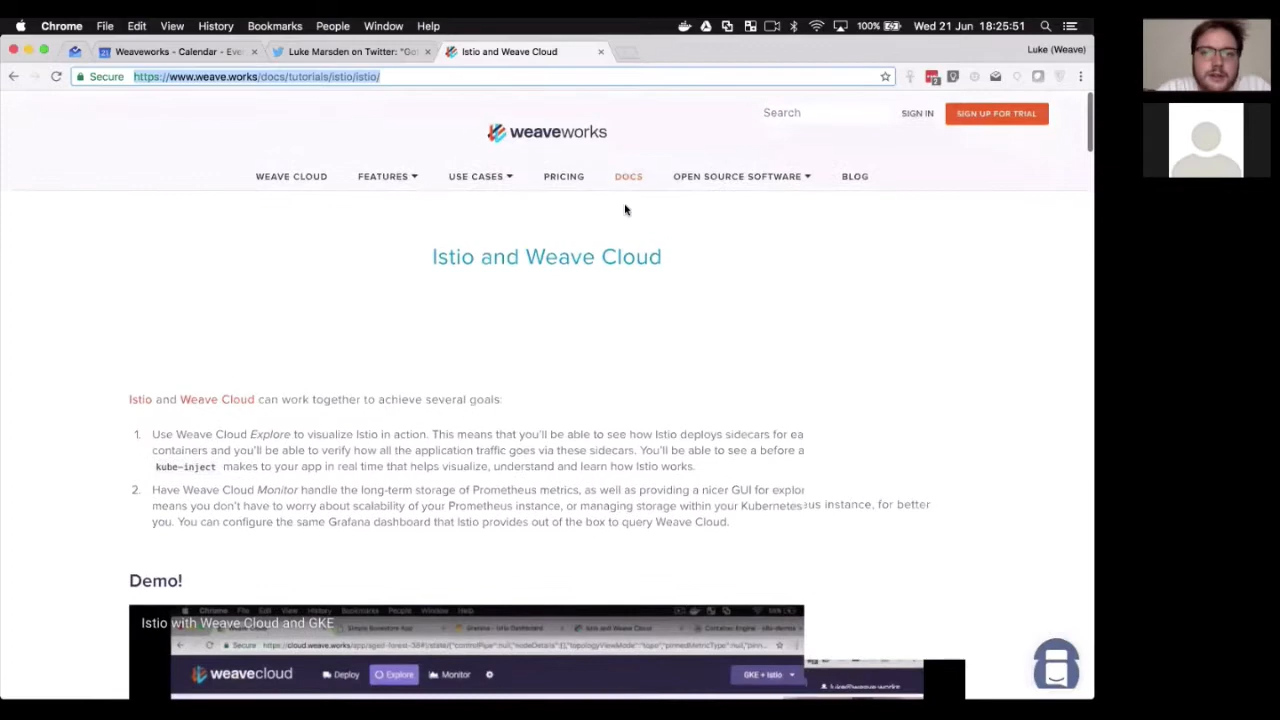 Chrome File Edit View History Bookmarks People Window Help 100% Wed 21 Jun 18:25:51
Weaveworks - Calendar - Eve
Luke Marsden on Twitter: "Go
Istio and Weave Cloud
Luke (Weave)
Secure https://www.weave.works/docs/tutorials/istio/istio/
Search SIGN IN SIGN UP FOR TRIAL
weaveworks
WEAVE CLOUD FEATURES USE CASES PRICING DOCS OPEN SOURCE SOFTWARE BLOG
Istio and Weave Cloud
Istio and Weave Cloud can work together to achieve several goals:
1. Use Weave Cloud Explore to visualize Istio in action. This means that you'll be able to see how Istio deploys sidecars for ea
containers and you'll be able to verify how all the application traffic goes via these sidecars. You'll be able to see a before a
kube-inject makes to your app in real time that helps visualize, understand and learn how Istio works.
2. Have Weave Cloud Monitor handle the long-term storage of Prometheus metrics, as well as providing a nicer GUI for explor
means you don't have to worry about scalability of your Prometheus instance, or managing storage within your Kubernetes us instance, for better
you. You can configure the same Grafana dashboard that Istio provides out of the box to query Weave Cloud.
Demo!
Chrome File Edit View History Bookmarks People Window Help
Istio with Weave Cloud and GKE
weavecloud Deploy Explore Monitor GKE + Istio